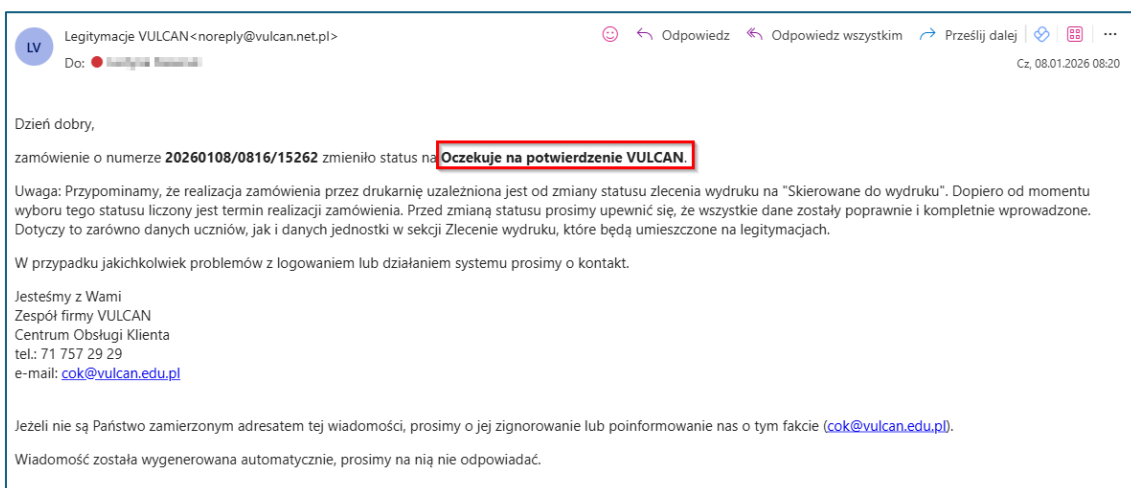 LV
Legitymacje VULCAN<noreply@vulcan.net.pl>
Odpowiedz Odpowiedz wszystkim Prześlij dalej
Do:
Cz, 08.01.2026 08:20
Dzień dobry,
zamówienie o numerze 20260108/0816/15262 zmieniło status na Oczekuje na potwierdzenie VULCAN.
Uwaga: Przypominamy, że realizacja zamówienia przez drukarnię uzależniona jest od zmiany statusu zlecenia wydruku na "Skierowane do wydruku". Dopiero od momentu
wyboru tego statusu liczony jest termin realizacji zamówienia. Przed zmianą statusu prosimy upewnić się, że wszystkie dane zostały poprawnie i kompletnie wprowadzone.
Dotyczy to zarówno danych uczniów, jak i danych jednostki w sekcji Zlecenie wydruku, które będą umieszczone na legitymacjach.
W przypadku jakichkolwiek problemów z logowaniem lub działaniem systemu prosimy o kontakt.
Jesteśmy z Wami
Zespół firmy VULCAN
Centrum Obsługi Klienta
tel.: 71 757 29 29
e-mail: cok@vulcan.edu.pl
Jeżeli nie są Państwo zamierzonym adresatem tej wiadomości, prosimy o jej zignorowanie lub poinformowanie nas o tym fakcie (cok@vulcan.edu.pl).
Wiadomość została wygenerowana automatycznie, prosimy na nią nie odpowiadać.